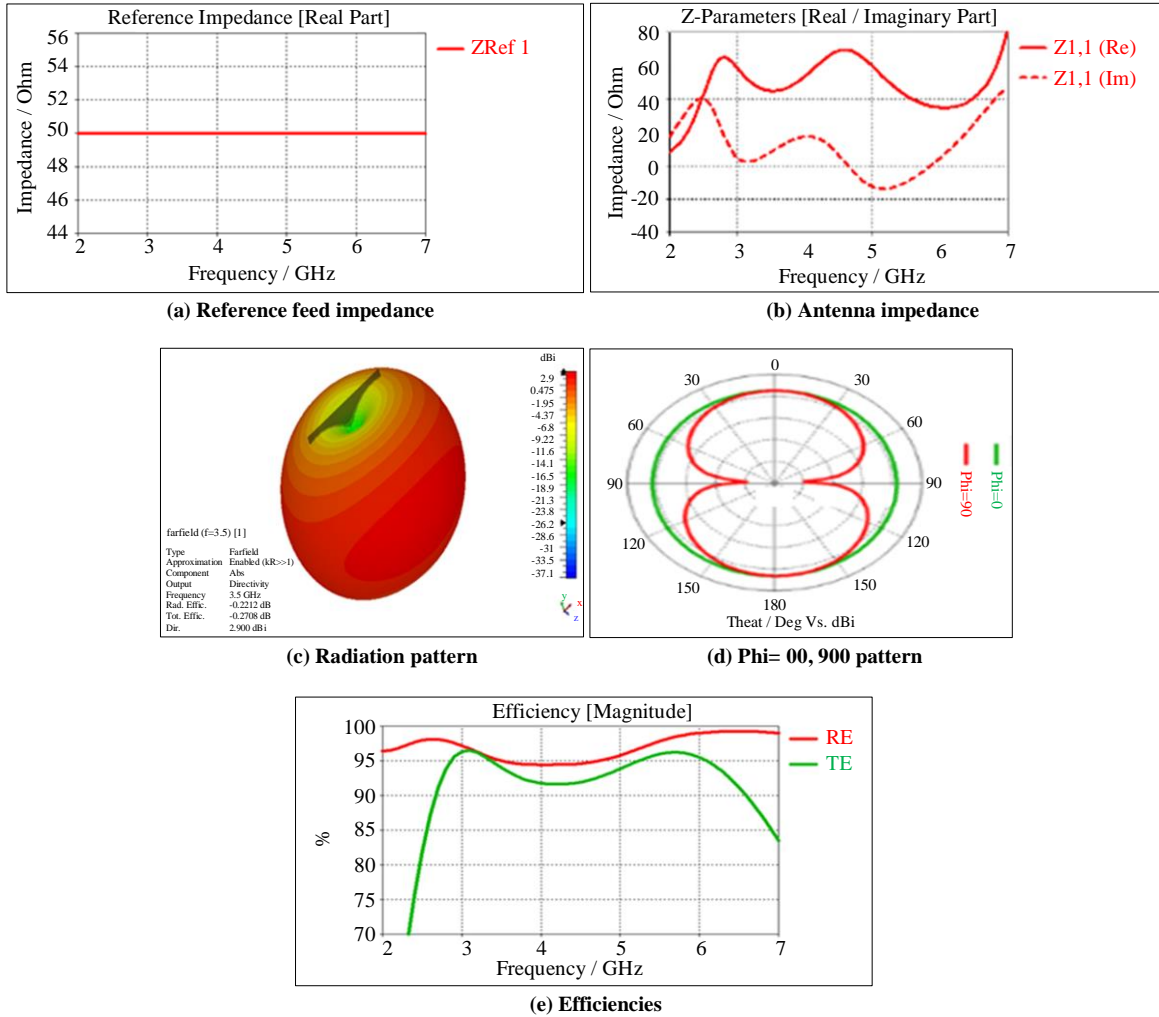 Reference Impedance [Real Part]
Impedance / Ohm
56
54
52
50
48
46
44
2 3 4 5 6 7
Frequency / GHz
ZRef 1
(a) Reference feed impedance
Z-Parameters [Real / Imaginary Part]
Impedance / Ohm
80
60
40
20
0
-20
-40
2 3 4 5 6 7
Frequency / GHz
Z1,1 (Re)
Z1,1 (Im)
(b) Antenna impedance
dBi
2.9
0.475
-1.95
-4.37
-6.8
-9.22
-11.6
-14.1
-16.5
-18.9
-21.3
-23.8
-26.2
-28.6
-31
-33.5
-37.1
farfield (f=3.5) [1]
Type Farfield
Approximation Enabled (kR>>1)
Component Abs
Output Directivity
Frequency 3.5 GHz
Rad. Effic. -0.2212 dB
Tot. Effic. -0.2708 dB
Dir. 2.900 dBi
y
x
z
(c) Radiation pattern
0
30 30
60 60
90 90
120 120
150 150
180
Theat / Deg Vs. dBi
Phi=90
Phi=0
(d) Phi= 00, 900 pattern
Efficiency [Magnitude]
%
100
95
90
85
80
75
70
2 3 4 5 6 7
Frequency / GHz
RE
TE
(e) Efficiencies